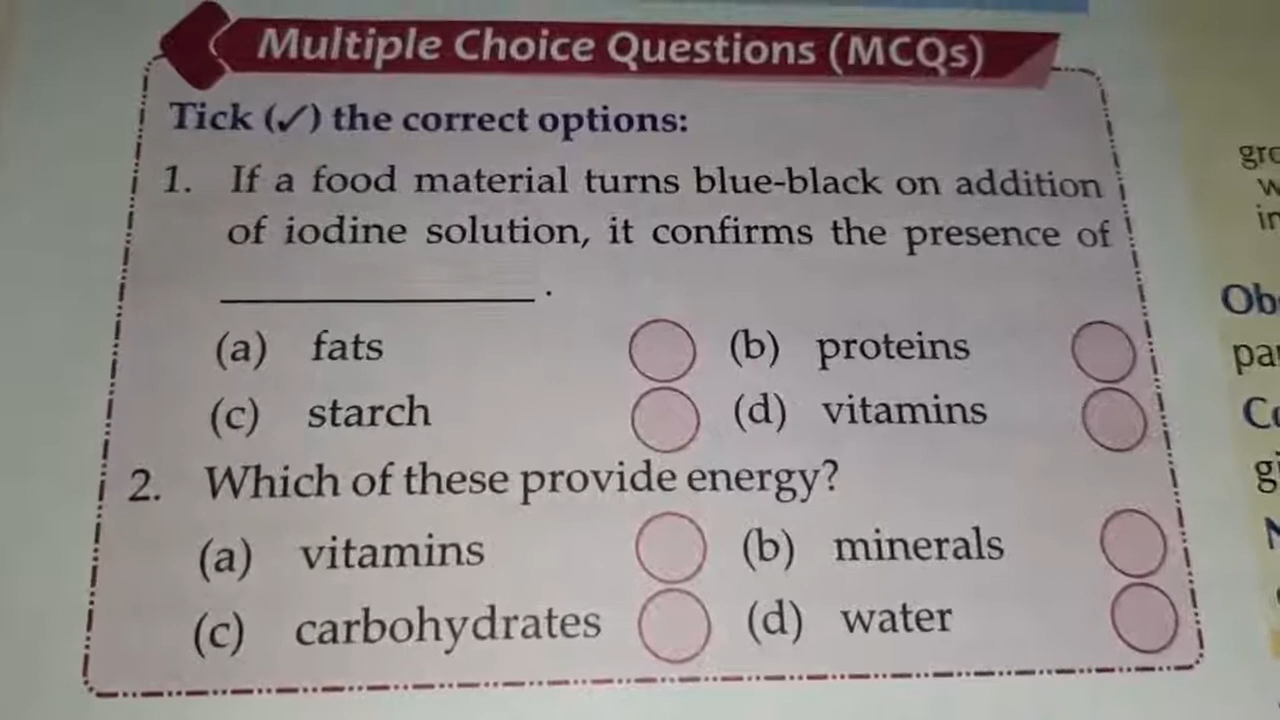 Multiple Choice Questions (MCQs)
Tick (✓) the correct options:
1. If a food material turns blue-black on addition
of iodine solution, it confirms the presence of
____________________ .
(a) fats (b) proteins
(c) starch (d) vitamins
2. Which of these provide energy?
(a) vitamins (b) minerals
(c) carbohydrates (d) water